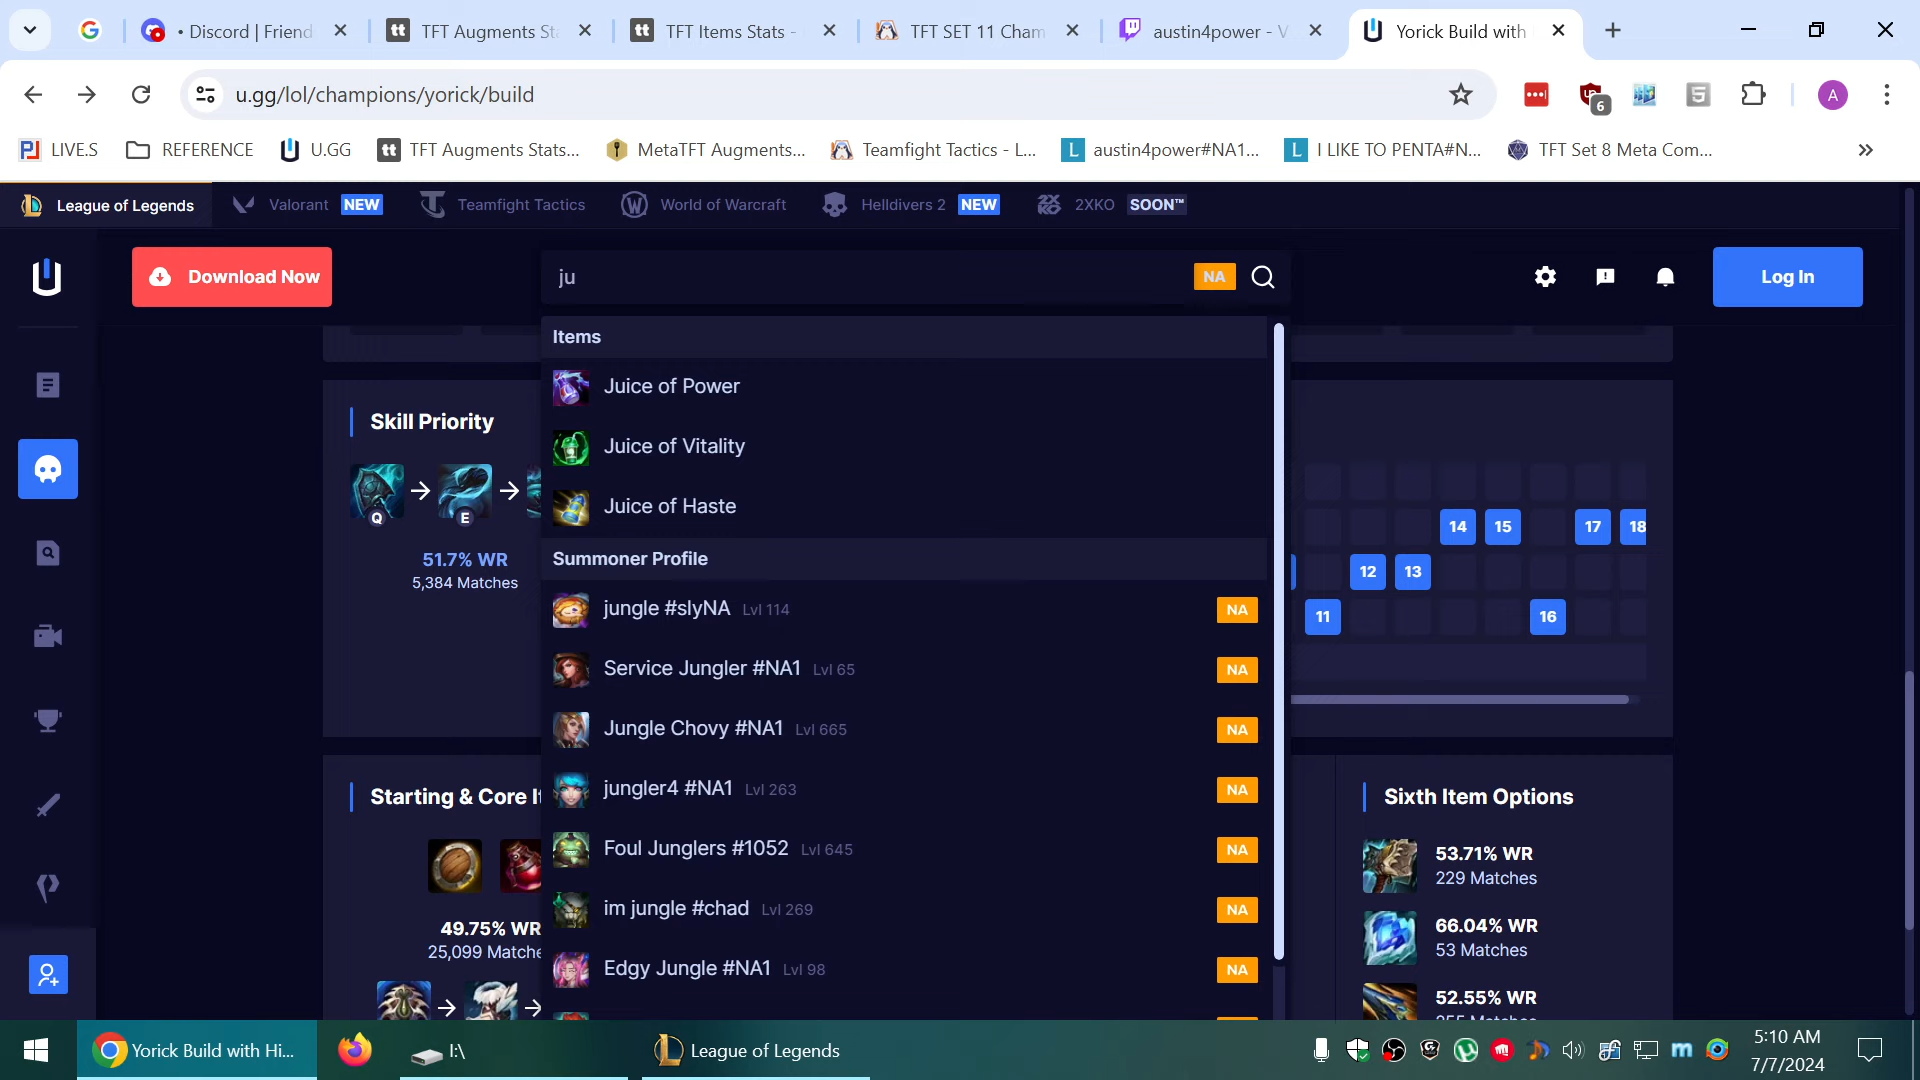 • Discord | Friend
TFT Augments Sta
TFT Items Stats -
TFT SET 11 Cham
austin4power - V
Yorick Build with
u.gg/lol/champions/yorick/build
6
A
LIVE.S
REFERENCE
U.GG
TFT Augments Stats...
MetaTFT Augments...
Teamfight Tactics - L...
austin4power#NA1...
I LIKE TO PENTA#N...
TFT Set 8 Meta Com...
League of Legends
Valorant NEW
Teamfight Tactics
World of Warcraft
Helldivers 2 NEW
2XKO SOON™
Download Now
ju
NA
Log In
Items
Juice of Power
Juice of Vitality
Juice of Haste
Summoner Profile
jungle #slyNA Lvl 114 NA
Service Jungler #NA1 Lvl 65 NA
Jungle Chovy #NA1 Lvl 665 NA
jungler4 #NA1 Lvl 263 NA
Foul Junglers #1052 Lvl 645 NA
im jungle #chad Lvl 269 NA
Edgy Jungle #NA1 Lvl 98 NA
Skill Priority
Q
E
51.7% WR
5,384 Matches
14 15 17 18
12 13
11 16
Starting & Core It
49.75% WR
25,099 Matche
Sixth Item Options
53.71% WR
229 Matches
66.04% WR
53 Matches
52.55% WR
Yorick Build with Hi...
I:\
League of Legends
5:10 AM
7/7/2024